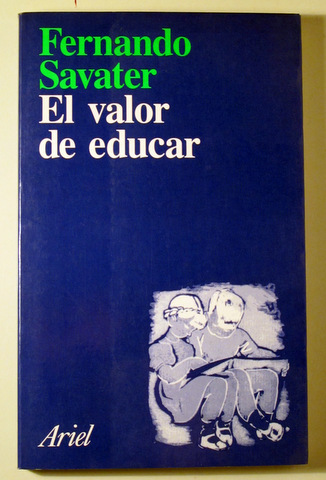 Fernando
Savater
El valor
de educar
Ariel